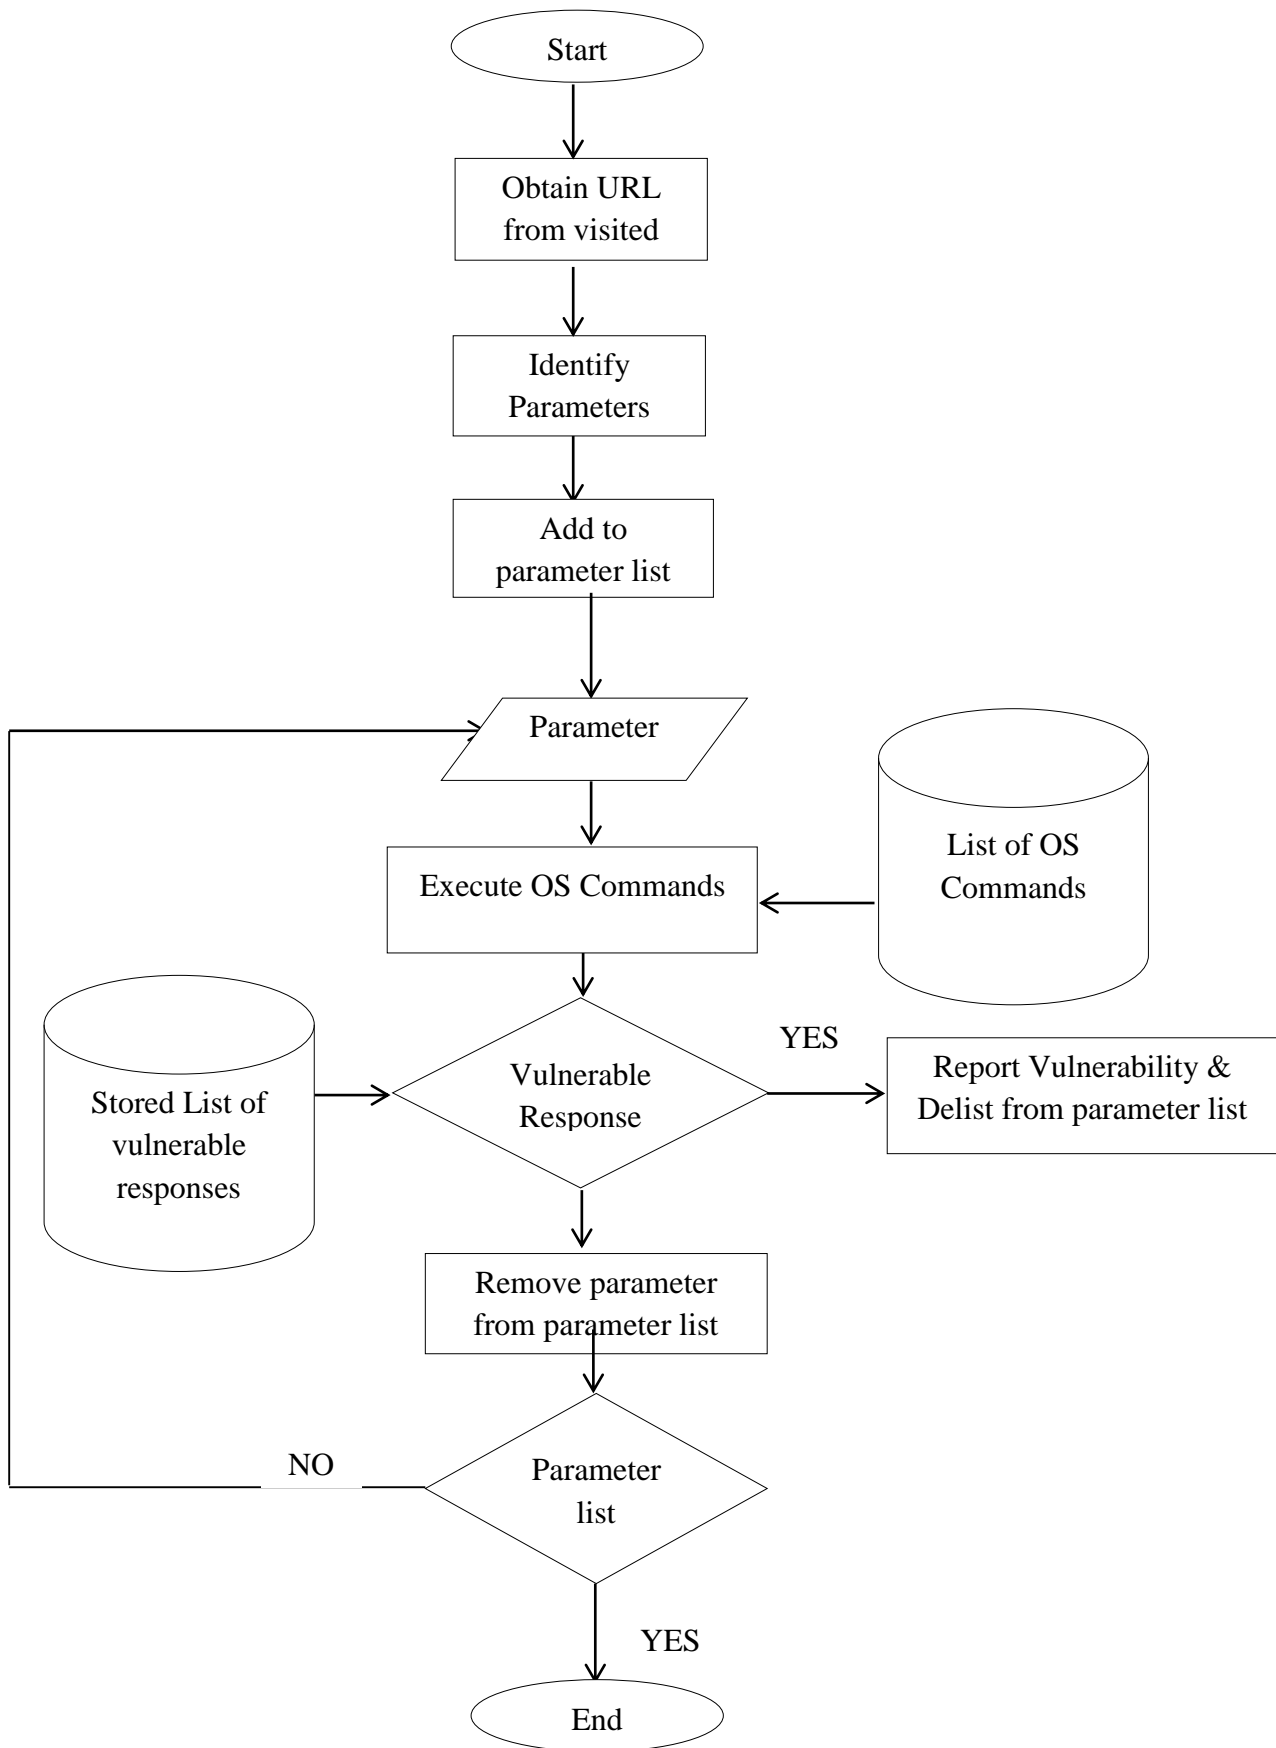 Start
Obtain URL
from visited
Identify
Parameters
Add to
parameter list
Parameter
List of OS
Commands
Execute OS Commands
YES
Vulnerable
Response
Report Vulnerability &
Delist from parameter list
Stored List of
vulnerable
responses
Remove parameter
from parameter list
NO
Parameter
list
YES
End